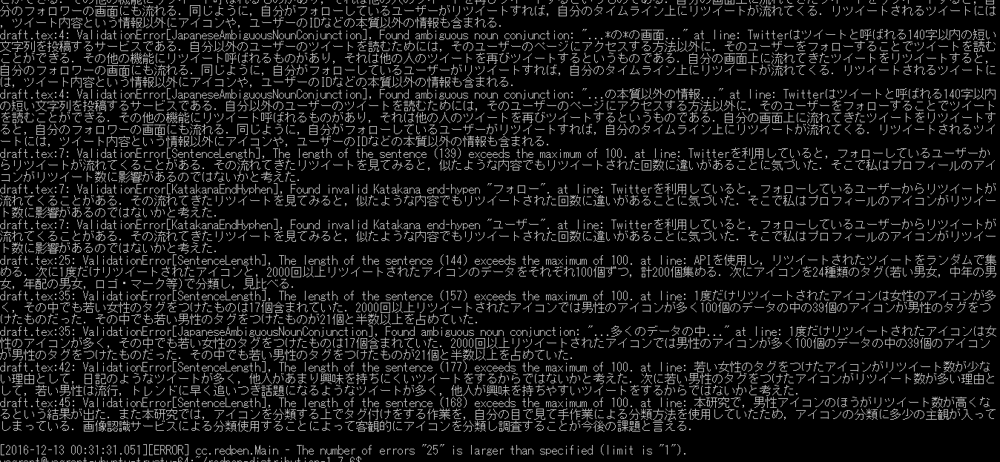 分のフォロワーの画面にも流れる．同じように，自分がフォローしているユーザーがリツイートすれば，自分のタイムライン上にリツイートが流れてくる．リツイートされるツイートには
，ツイート内容という情報以外にアイコンや，ユーザーのIDなどの本質以外の情報も含まれる．
draft.tex:4: ValidationError[JapaneseAmbiguousNounConjunction], Found ambiguous noun conjunction: "...*の*の画面..." at line: Twitterはツイートと呼ばれる140字以内の短い
文字列を投稿するサービスである．自分以外のユーザーのツイートを読むためには，そのユーザーのページにアクセスする方法以外に，そのユーザーをフォローすることでツイートを読む
ことができる．その他の機能にリツイート呼ばれるものがあり，それは他の人のツイートを再びツイートするというものである．自分の画面上に流れてきたツイートをリツイートすると，
自分のフォロワーの画面にも流れる．同じように，自分がフォローしているユーザーがリツイートすれば，自分のタイムライン上にリツイートが流れてくる．リツイートされるツイートに
は，ツイート内容という情報以外にアイコンや，ユーザーのIDなどの本質以外の情報も含まれる．
draft.tex:4: ValidationError[JapaneseAmbiguousNounConjunction], Found ambiguous noun conjunction: "...の本質以外の情報..." at line: Twitterはツイートと呼ばれる140字以内
の短い文字列を投稿するサービスである．自分以外のユーザーのツイートを読むためには，そのユーザーのページにアクセスする方法以外に，そのユーザーをフォローすることでツイート
を読むことができる．その他の機能にリツイート呼ばれるものがあり，それは他の人のツイートを再びツイートするというものである．自分の画面上に流れてきたツイートをリツイートす
ると，自分のフォロワーの画面にも流れる．同じように，自分がフォローしているユーザーがリツイートすれば，自分のタイムライン上にリツイートが流れてくる．リツイートされるツイ
ートには，ツイート内容という情報以外にアイコンや，ユーザーのIDなどの本質以外の情報も含まれる．
draft.tex:7: ValidationError[SentenceLength], The length of the sentence (139) exceeds the maximum of 100. at line: Twitterを利用していると，フォローしているユーザーか
らリツイートが流れてくることがある．その流れてきたリツイートを見てみると，似たような内容でもリツイートされた回数に違いがあることに気づいた．そこで私はプロフィールのアイ
コンがリツイート数に影響があるのではないかと考えた．
draft.tex:7: ValidationError[KatakanaEndHyphen], Found invalid Katakana end-hypen "フォロー". at line: Twitterを利用していると，フォローしているユーザーからリツイートが
流れてくることがある．その流れてきたリツイートを見てみると，似たような内容でもリツイートされた回数に違いがあることに気づいた．そこで私はプロフィールのアイコンがリツイー
ト数に影響があるのではないかと考えた．
draft.tex:7: ValidationError[KatakanaEndHyphen], Found invalid Katakana end-hypen "ユーザー". at line: Twitterを利用していると，フォローしているユーザーからリツイートが
流れてくることがある．その流れてきたリツイートを見てみると，似たような内容でもリツイートされた回数に違いがあることに気づいた．そこで私はプロフィールのアイコンがリツイー
ト数に影響があるのではないかと考えた．
draft.tex:25: ValidationError[SentenceLength], The length of the sentence (144) exceeds the maximum of 100. at line: APIを使用し，リツイートされたツイートをランダムで集
める．次に1度だけリツイートされたアイコンと，2000回以上リツイートされたアイコンのデータをそれぞれ100個ずつ，計200個集める．次にアイコンを24種類のタグ(若い男女，中年の男
女，年配の男女，ロゴ・マーク等)で分類し，見比べる．
draft.tex:35: ValidationError[SentenceLength], The length of the sentence (157) exceeds the maximum of 100. at line: 1度だけリツイートされたアイコンは女性のアイコンが多
く，その中でも若い女性のタグをつけたものは17個含まれていた．2000回以上リツイートされたアイコンでは男性のアイコンが多く100個のデータの中の39個のアイコンが男性のタグをつ
けたものだった．その中でも若い男性のタグをつけたものが21個と半数以上を占めていた．
draft.tex:35: ValidationError[JapaneseAmbiguousNounConjunction], Found ambiguous noun conjunction: "...多くのデータの中..." at line: 1度だけリツイートされたアイコンは女
性のアイコンが多く，その中でも若い女性のタグをつけたものは17個含まれていた．2000回以上リツイートされたアイコンでは男性のアイコンが多く100個のデータの中の39個のアイコン
が男性のタグをつけたものだった．その中でも若い男性のタグをつけたものが21個と半数以上を占めていた．
draft.tex:42: ValidationError[SentenceLength], The length of the sentence (177) exceeds the maximum of 100. at line: 若い女性のタグをつけたアイコンがリツイート数が少な
い理由として，日記のようなツイートが多く，他人があまり興味を持ちにくいツイートをするからではないかと考えた．次に若い男性のタグをつけたアイコンがリツイート数が多い理由と
して，若い男性は流行，トレンドに早く追いつき話題になるようなツイートが多く，他人が興味を持ちやすいツイートをするからではないかと考えた．
draft.tex:45: ValidationError[SentenceLength], The length of the sentence (168) exceeds the maximum of 100. at line: 本研究で，男性アイコンのほうがリツイート数が高くな
るという結果が出た．また本研究では，アイコンを分類する上でタグ付けをする作業を，自分の目で見て手作業による分類方法を使用していたため，アイコンの分類に多少の主観が入って
しまっている．画像認識サービスによる分類使用することによって客観的にアイコンを分類し調査することが今後の課題と言える．
[2016-12-13 00:31:31.051][ERROR] cc.redpen.Main - The number of errors "25" is larger than specified (limit is "1").